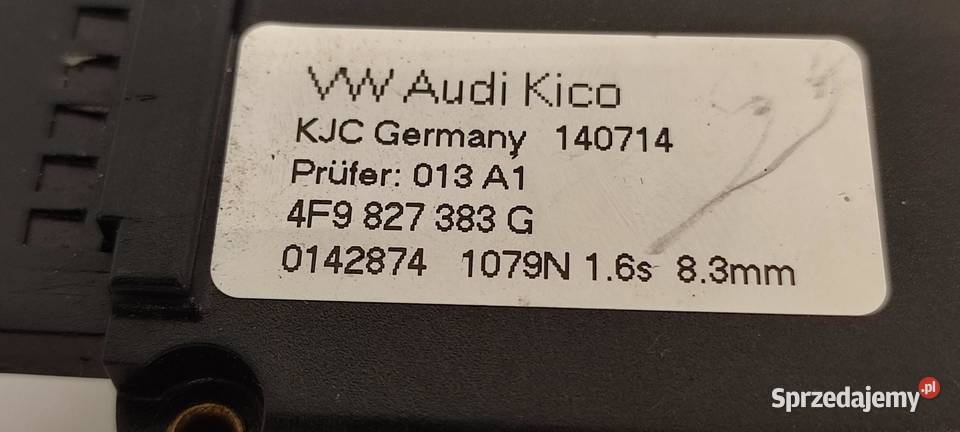 VW Audi Kico
KJC Germany 140714
Prüfer: 013 A1
4F9 827 383 G
0142874 1079N 1.6s 8.3mm
Sprzedajemy.pl